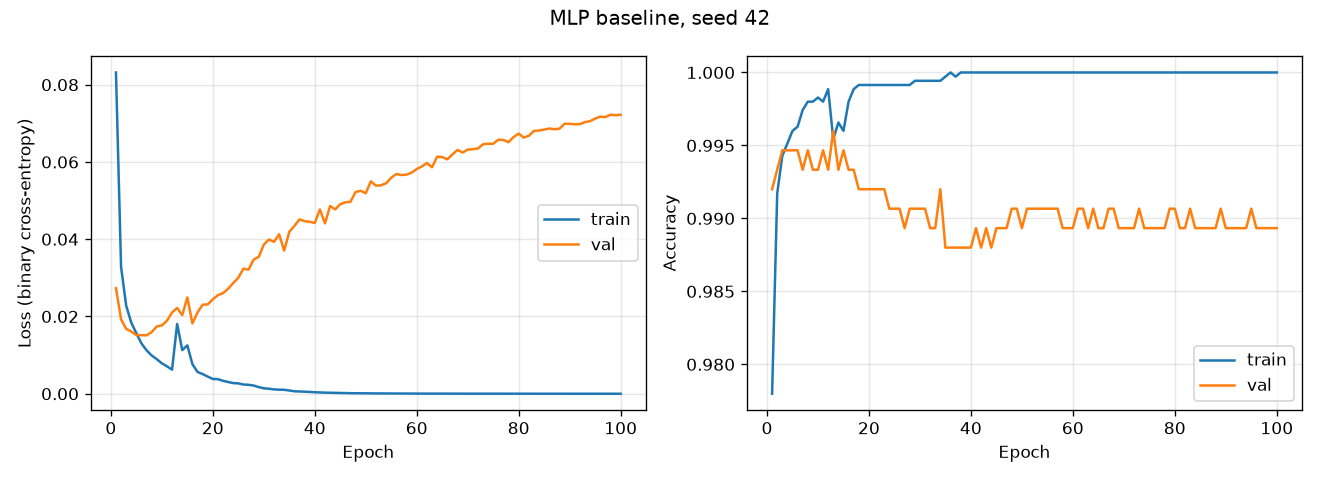 MLP baseline, seed 42
Loss (binary cross-entropy)
0.08
0.06
0.04
0.02
0.00
train
val
0 20 40 60 80 100
Epoch
Accuracy
1.000
0.995
0.990
0.985
0.980
train
val
0 20 40 60 80 100
Epoch